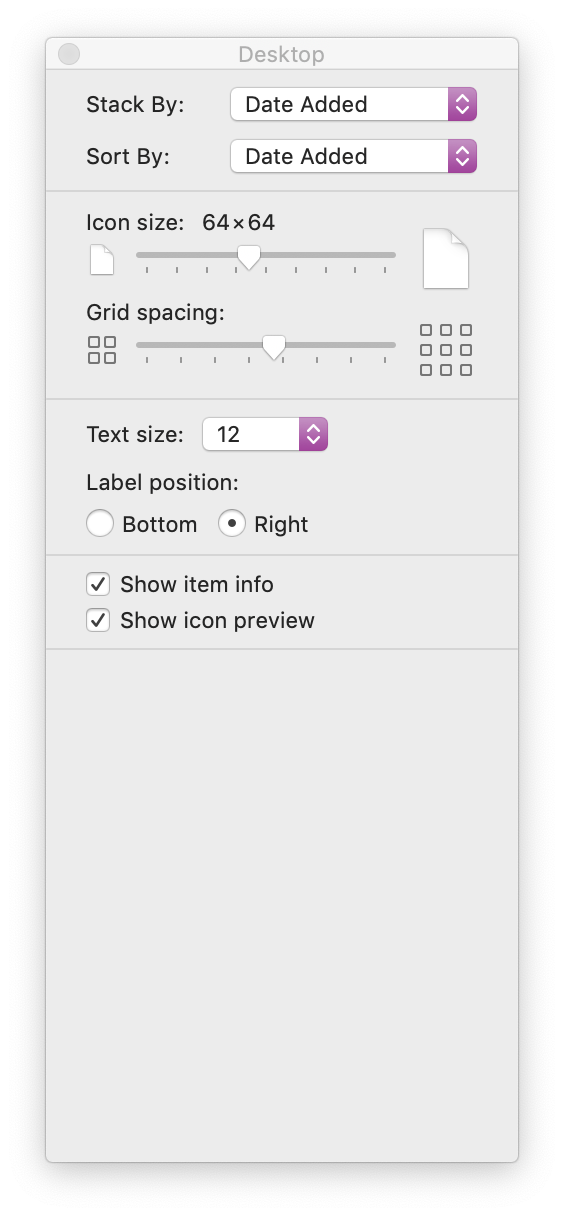 Desktop
Stack By: Date Added
Sort By: Date Added
Icon size: 64×64
Grid spacing:
Text size: 12
Label position:
Bottom Right
Show item info
Show icon preview